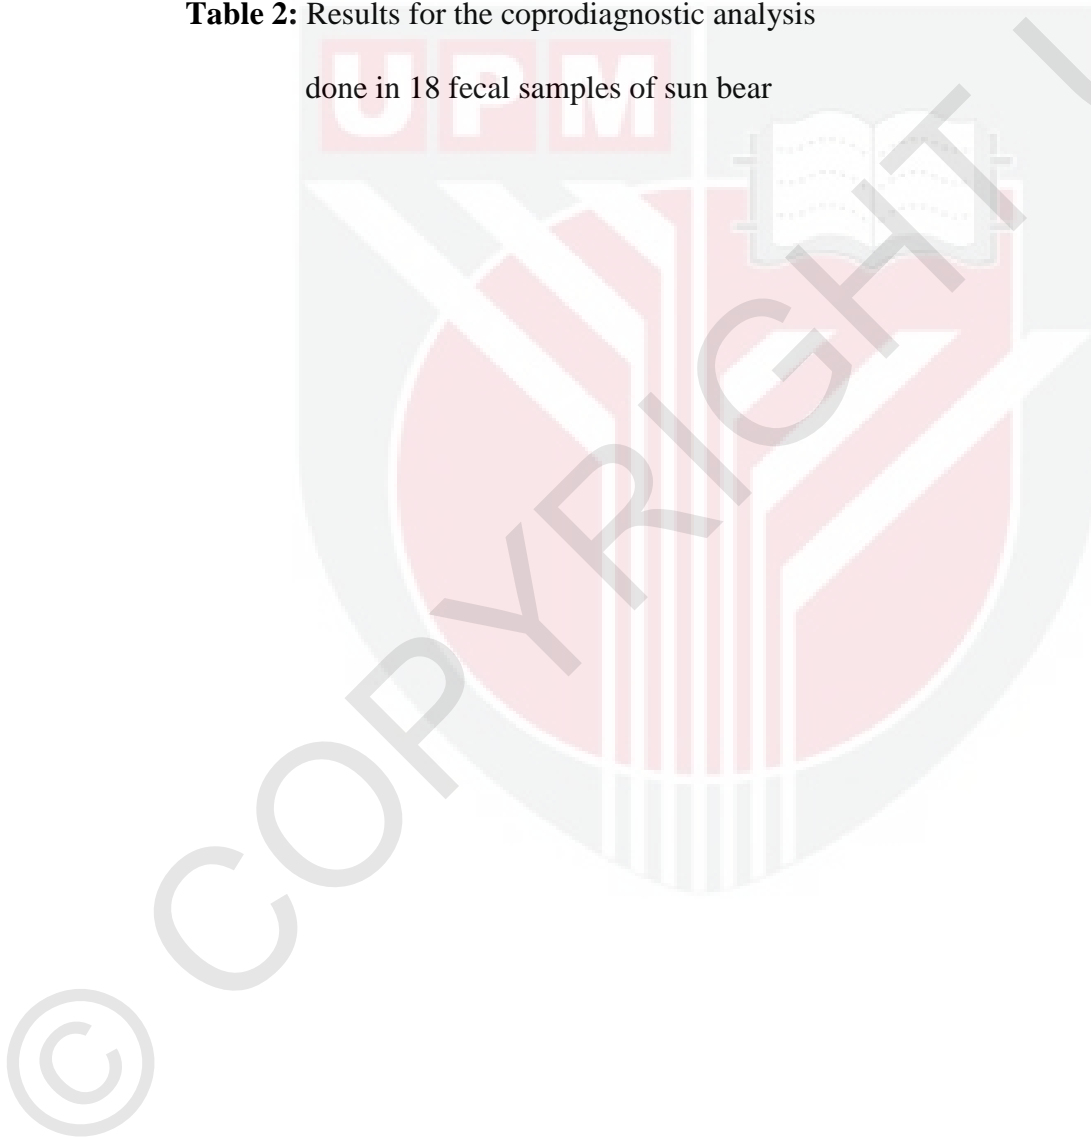 Table 2: Results for the coprodiagnostic analysis
done in 18 fecal samples of sun bear
UPM
© COPYRIGHT U